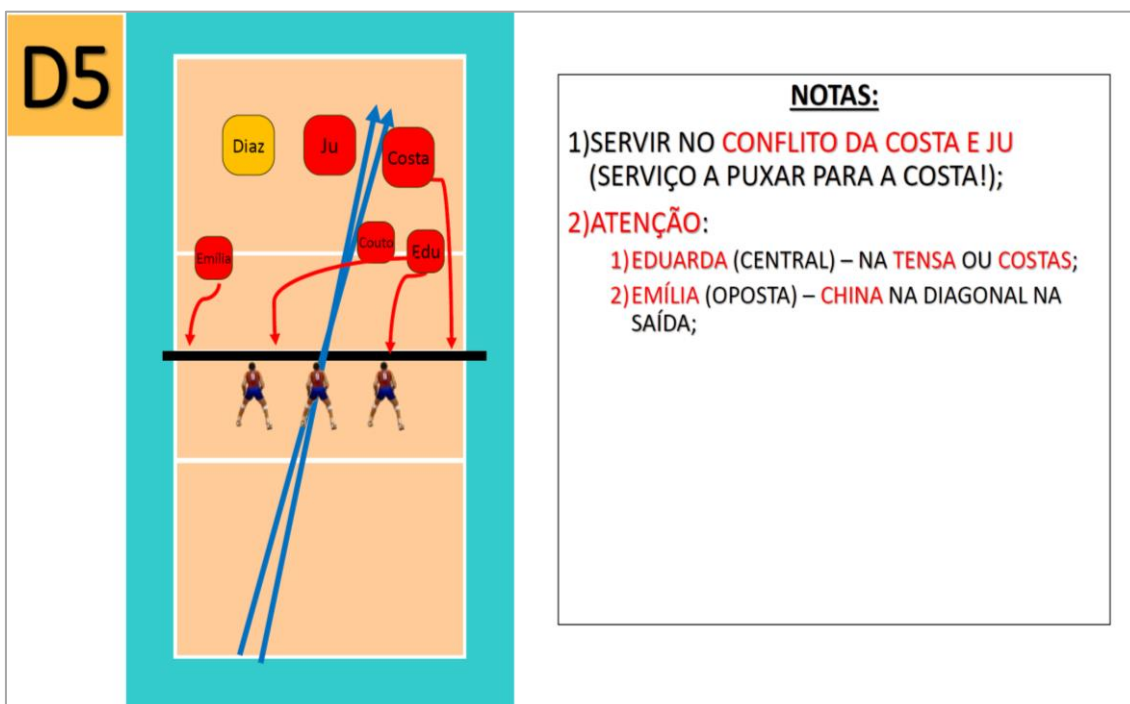 D5
Diaz
Ju
Costa
Emília
Couto
Edu
NOTAS:
1)SERVIR NO CONFLITO DA COSTA E JU
(SERVIÇO A PUXAR PARA A COSTA!);
2)ATENÇÃO:
1)EDUARDA (CENTRAL) – NA TENSA OU COSTAS;
2)EMÍLIA (OPOSTA) – CHINA NA DIAGONAL NA
SAÍDA;